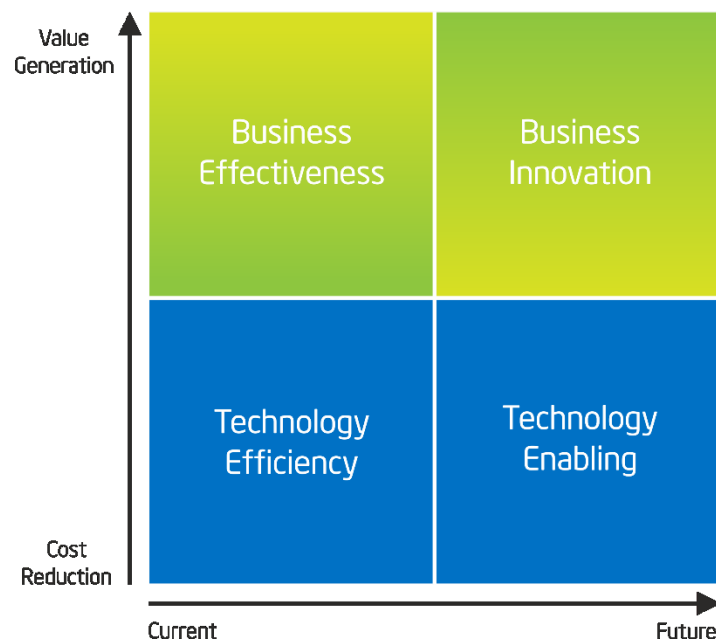 Value
Generation
Business
Effectiveness
Business
Innovation
Technology
Efficiency
Technology
Enabling
Cost
Reduction
Current
Future